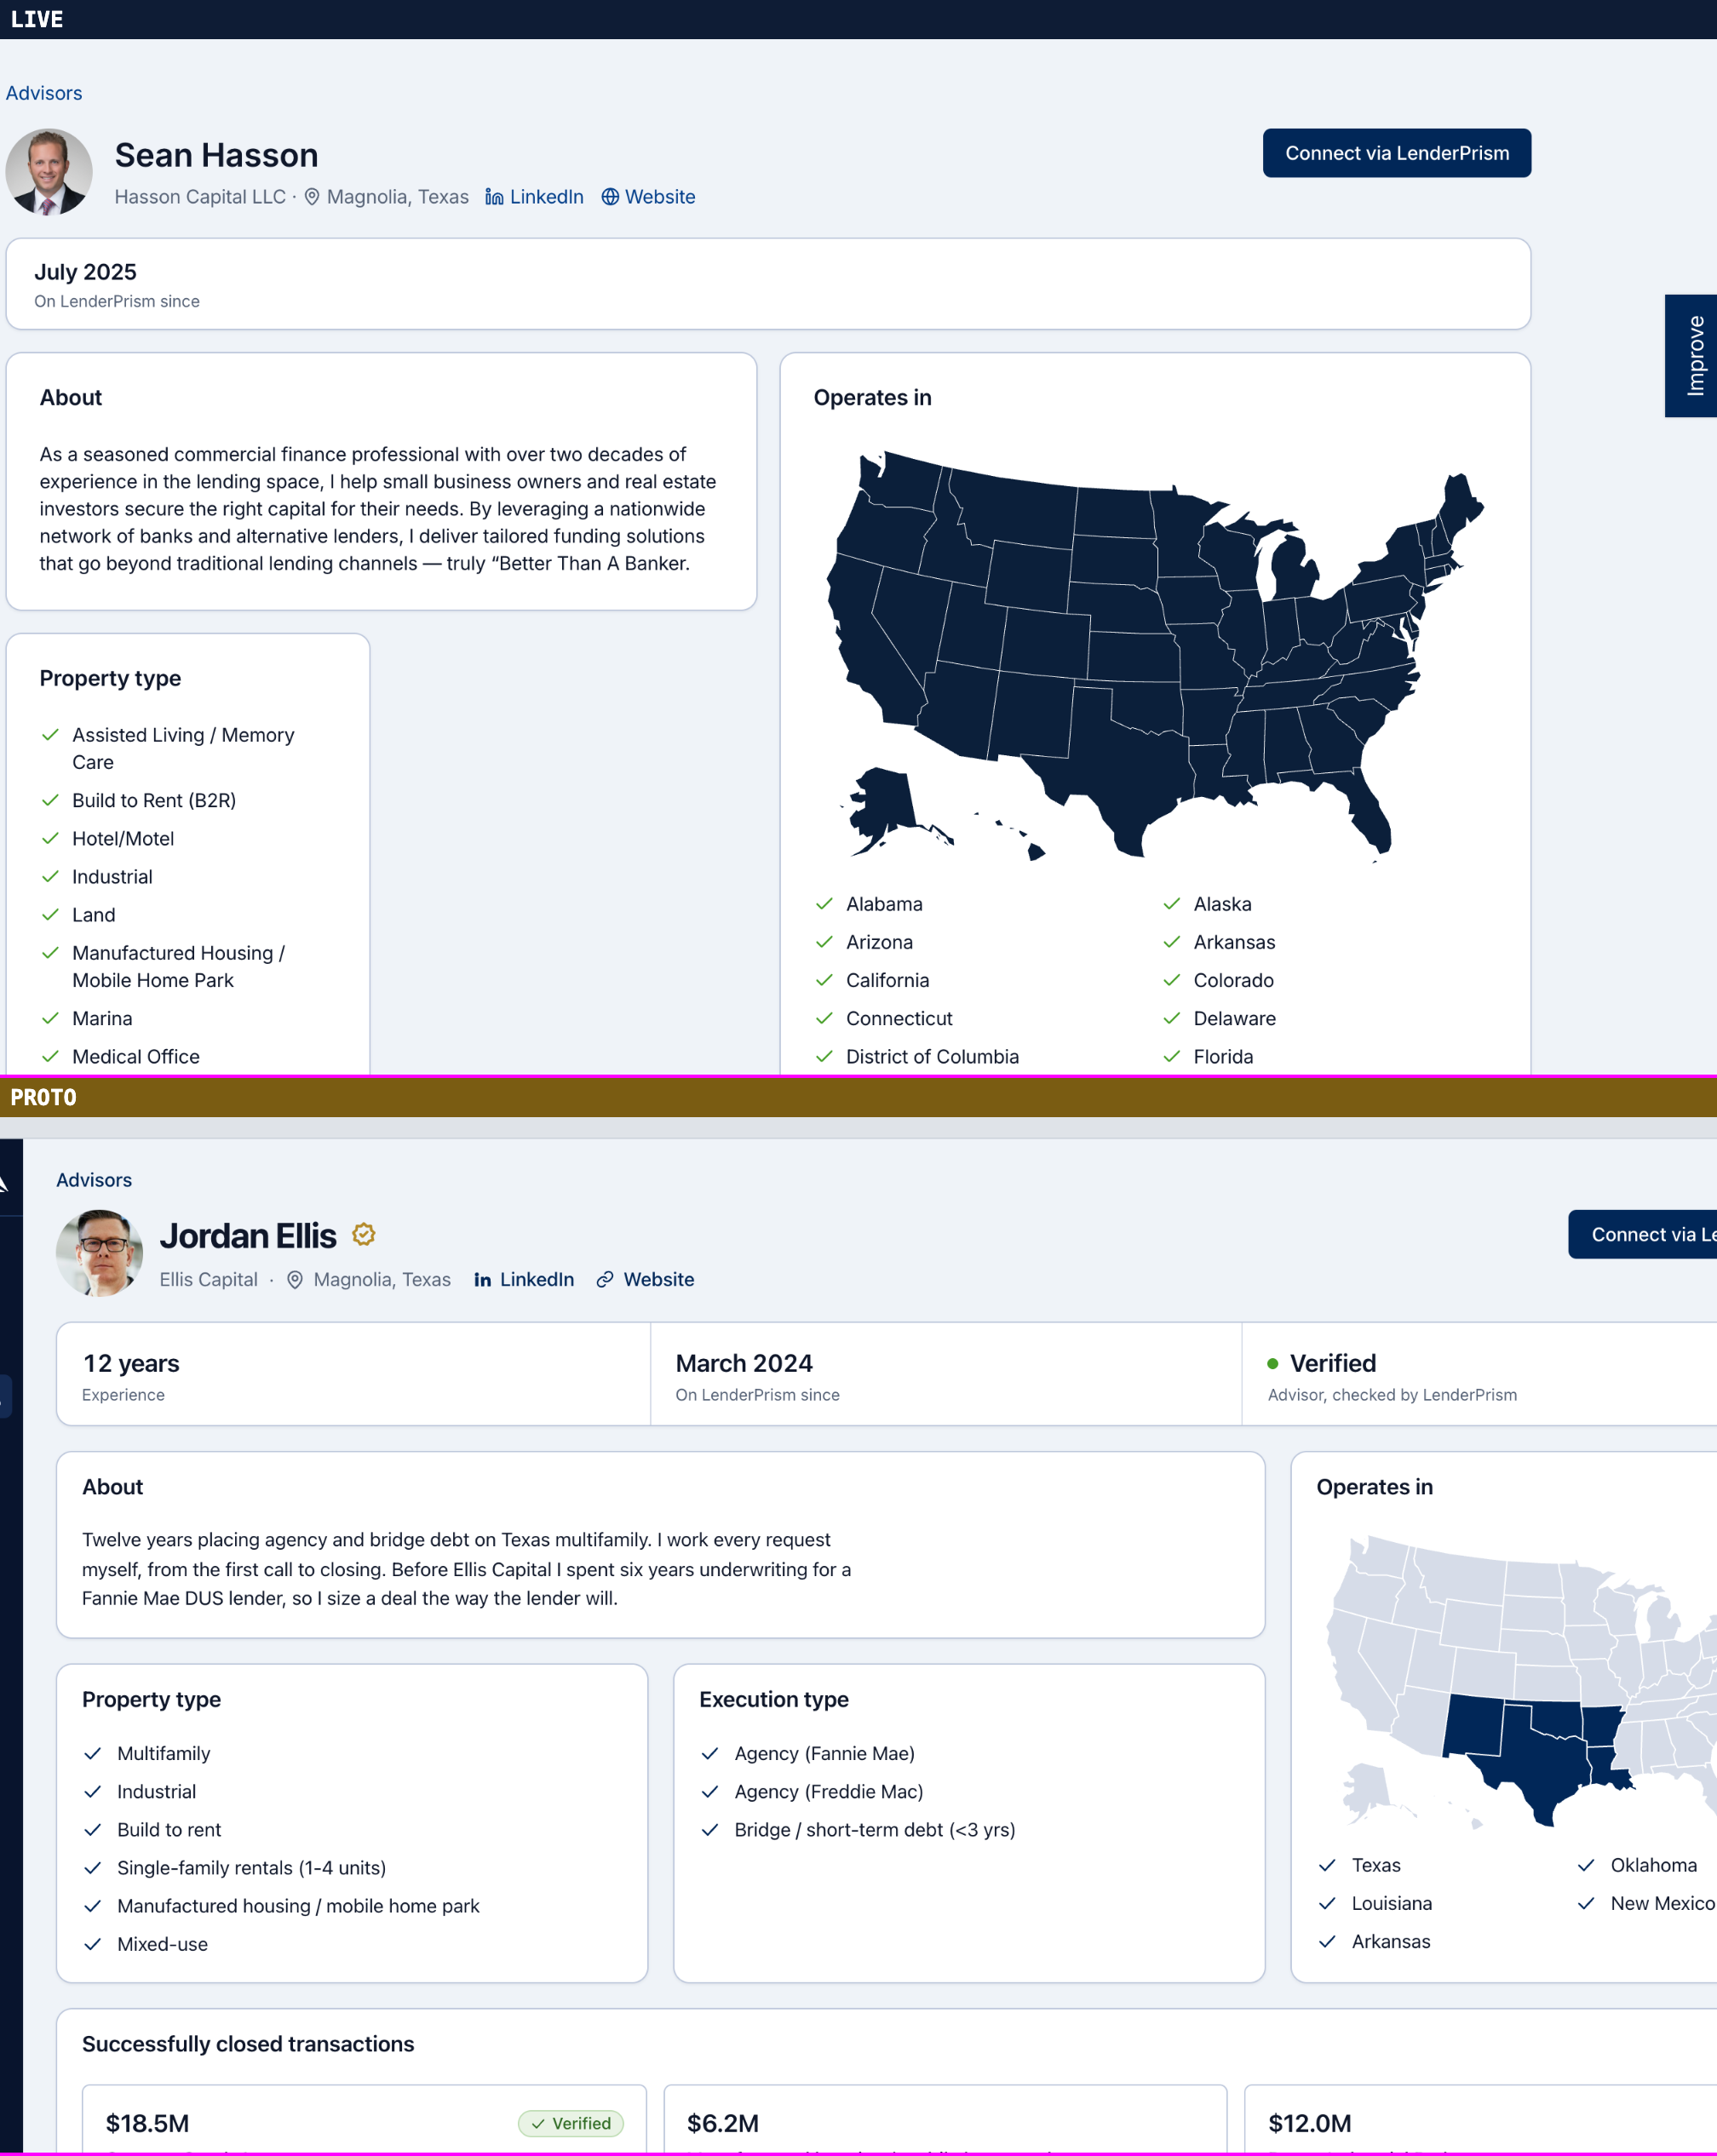 LIVE
Advisors
Sean Hasson
Connect via LenderPrism
Hasson Capital LLC · Magnolia, Texas LinkedIn Website
July 2025
On LenderPrism since
Improve
About
As a seasoned commercial finance professional with over two decades of
experience in the lending space, I help small business owners and real estate
investors secure the right capital for their needs. By leveraging a nationwide
network of banks and alternative lenders, I deliver tailored funding solutions
that go beyond traditional lending channels — truly “Better Than A Banker.
Property type
Assisted Living / Memory
Care
Build to Rent (B2R)
Hotel/Motel
Industrial
Land
Manufactured Housing /
Mobile Home Park
Marina
Medical Office
Operates in
Alabama
Alaska
Arizona
Arkansas
California
Colorado
Connecticut
Delaware
District of Columbia
Florida
PROTO
Advisors
Jordan Ellis
Connect via Le
Ellis Capital · Magnolia, Texas LinkedIn Website
12 years
Experience
March 2024
On LenderPrism since
Verified
Advisor, checked by LenderPrism
About
Twelve years placing agency and bridge debt on Texas multifamily. I work every request
myself, from the first call to closing. Before Ellis Capital I spent six years underwriting for a
Fannie Mae DUS lender, so I size a deal the way the lender will.
Property type
Multifamily
Industrial
Build to rent
Single-family rentals (1-4 units)
Manufactured housing / mobile home park
Mixed-use
Execution type
Agency (Fannie Mae)
Agency (Freddie Mac)
Bridge / short-term debt (<3 yrs)
Operates in
Texas
Oklahoma
Louisiana
New Mexico
Arkansas
Successfully closed transactions
$18.5M
Verified
$6.2M
$12.0M